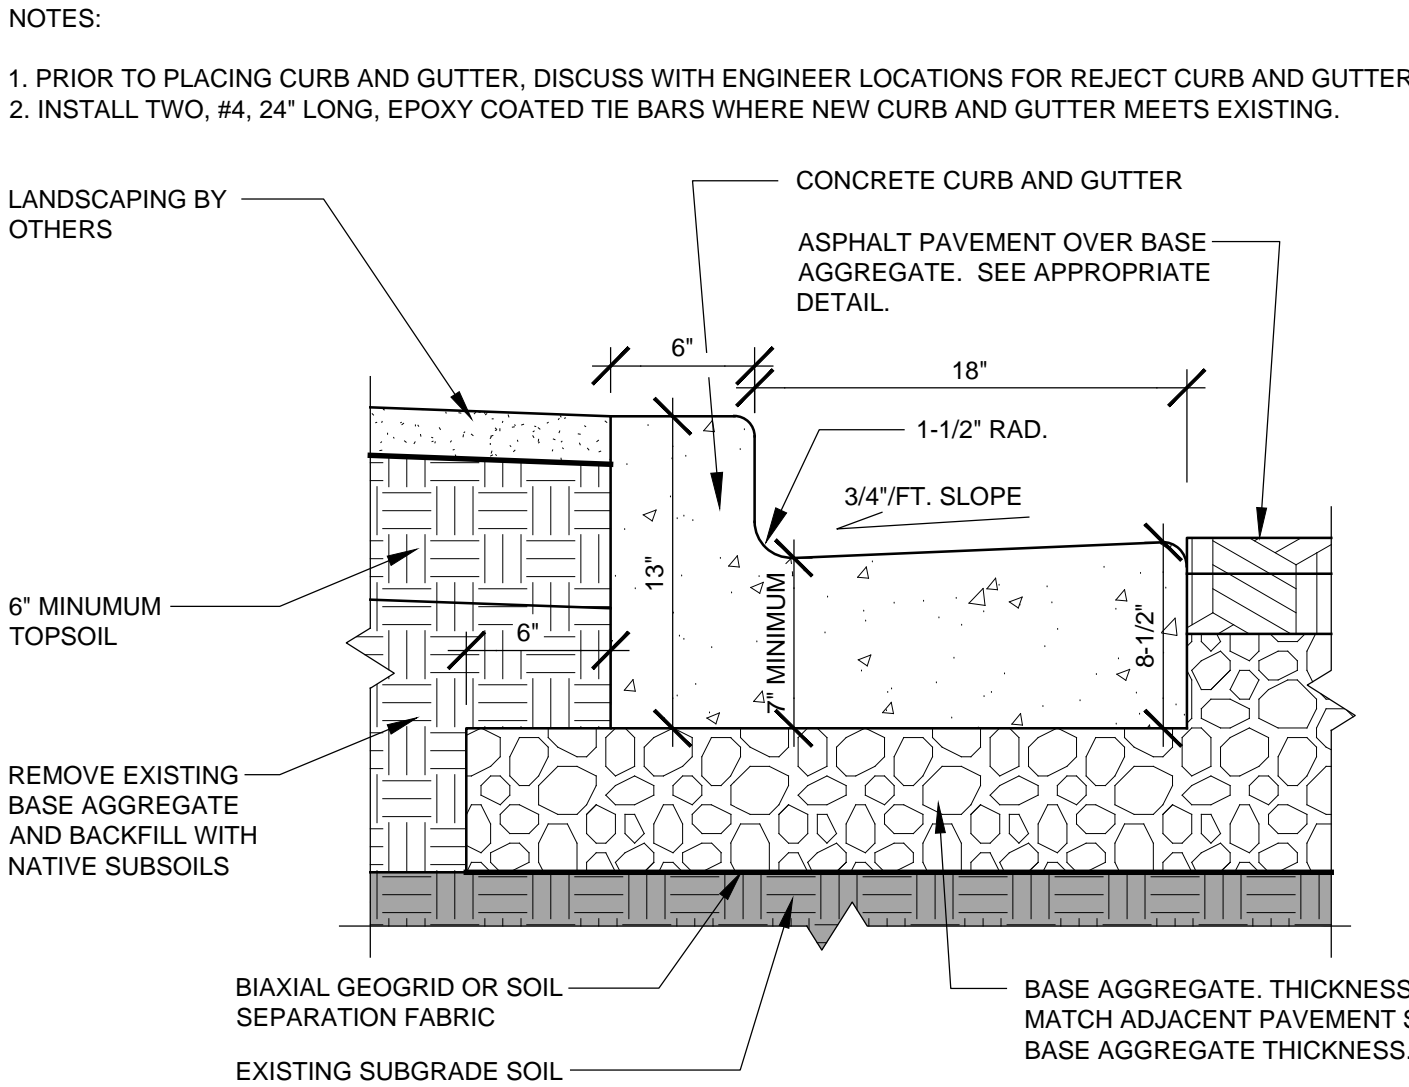 NOTES:
1. PRIOR TO PLACING CURB AND GUTTER, DISCUSS WITH ENGINEER LOCATIONS FOR REJECT CURB AND GUTTER
2. INSTALL TWO, #4, 24" LONG, EPOXY COATED TIE BARS WHERE NEW CURB AND GUTTER MEETS EXISTING.
CONCRETE CURB AND GUTTER
LANDSCAPING BY
OTHERS
ASPHALT PAVEMENT OVER BASE
AGGREGATE. SEE APPROPRIATE
DETAIL.
6"
18"
1-1/2" RAD.
3/4"/FT. SLOPE
13"
7" MINIMUM
8-1/2"
6" MINUMUM
TOPSOIL
6"
REMOVE EXISTING
BASE AGGREGATE
AND BACKFILL WITH
NATIVE SUBSOILS
BIAXIAL GEOGRID OR SOIL
SEPARATION FABRIC
EXISTING SUBGRADE SOIL
BASE AGGREGATE. THICKNESS
MATCH ADJACENT PAVEMENT
BASE AGGREGATE THICKNESS.